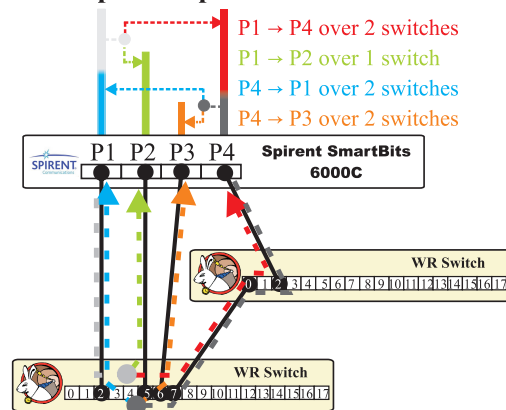 P1 → P4 over 2 switches
P1 → P2 over 1 switch
P4 → P1 over 2 switches
P4 → P3 over 2 switches
SPIRENT
Communications
P1 P2 P3 P4
Spirent SmartBits
6000C
WR Switch
0 1 2 3 4 5 6 7 8 9 10 11 12 13 14 15 16 17
WR Switch
0 1 2 3 4 5 6 7 8 9 10 11 12 13 14 15 16 17